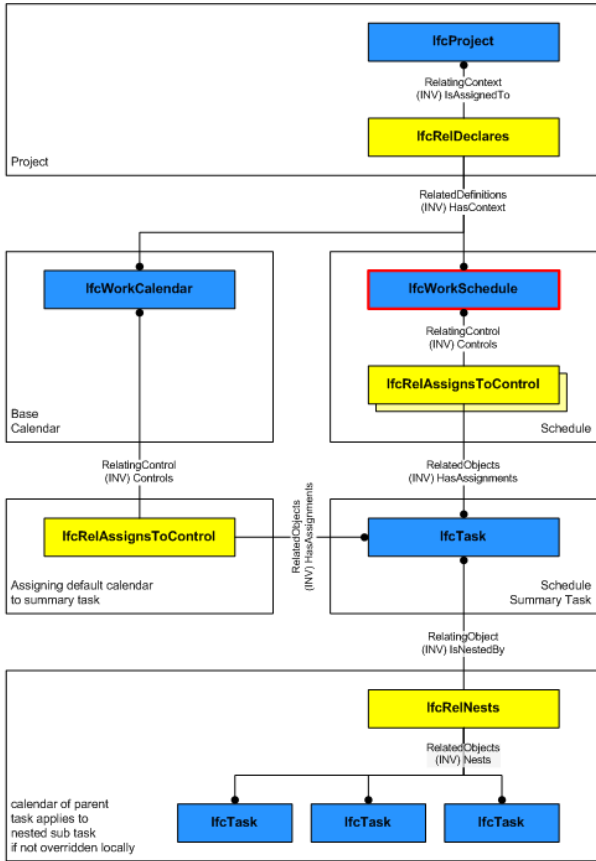 IfcProject
RelatingContext
(INV) IsAssignedTo
IfcRelDeclares
Project
RelatedDefinitions
(INV) HasContext
IfcWorkCalendar
IfcWorkSchedule
RelatingControl
(INV) Controls
IfcRelAssignsToControl
Base
Calendar
Schedule
RelatingControl
(INV) Controls
RelatedObjects
(INV) HasAssignments
IfcRelAssignsToControl
RelatedObjects
(INV) HasAssignments
IfcTask
Assigning default calendar
to summary task
Schedule
Summary Task
RelatingObject
(INV) IsNestedBy
IfcRelNests
RelatedObjects
(INV) Nests
calendar of parent
task applies to
nested sub task
if not overridden locally
IfcTask
IfcTask
IfcTask